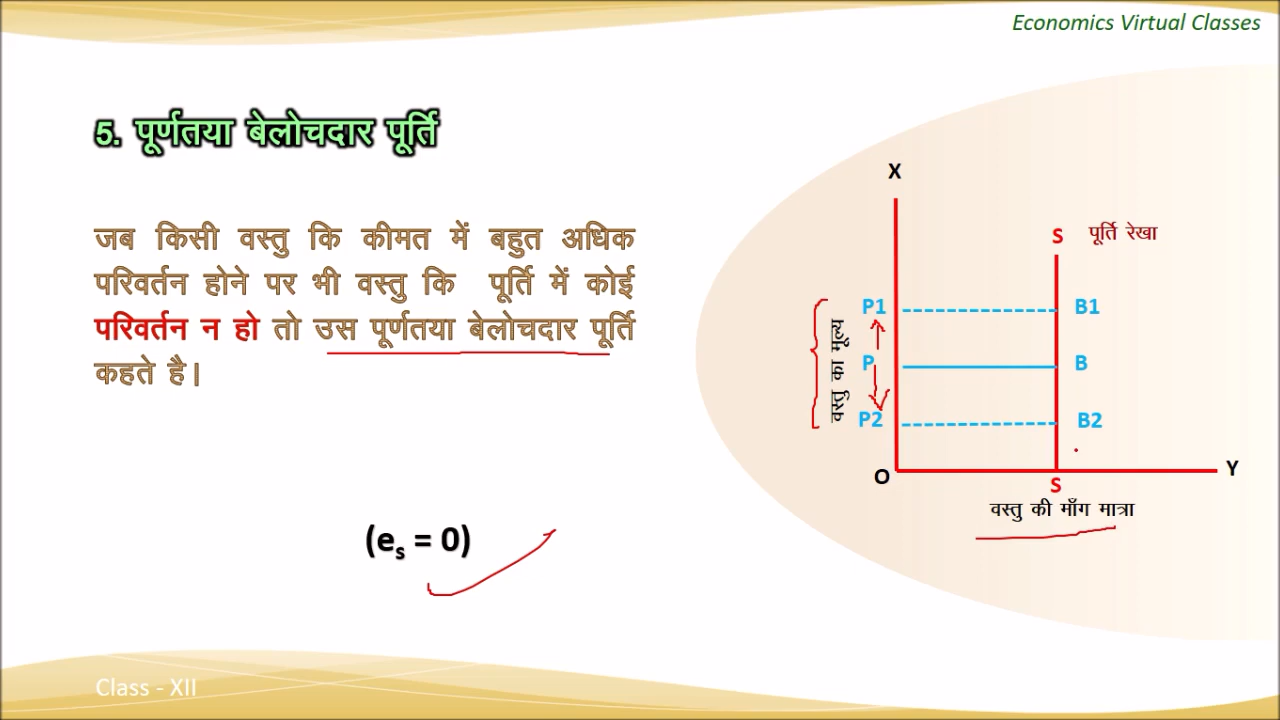 Economics Virtual Classes
5. पूर्णतया बेलोचदार पूर्ति
जब किसी वस्तु कि कीमत में बहुत अधिक
परिवर्तन होने पर भी वस्तु कि पूर्ति में कोई
परिवर्तन न हो तो उस पूर्णतया बेलोचदार पूर्ति
कहते है।
(es = 0)
X
S पूर्ति रेखा
P1 B1
P B
P2 B2
वस्तु का मूल्य
O Y
S
वस्तु की माँग मात्रा
Class - XII